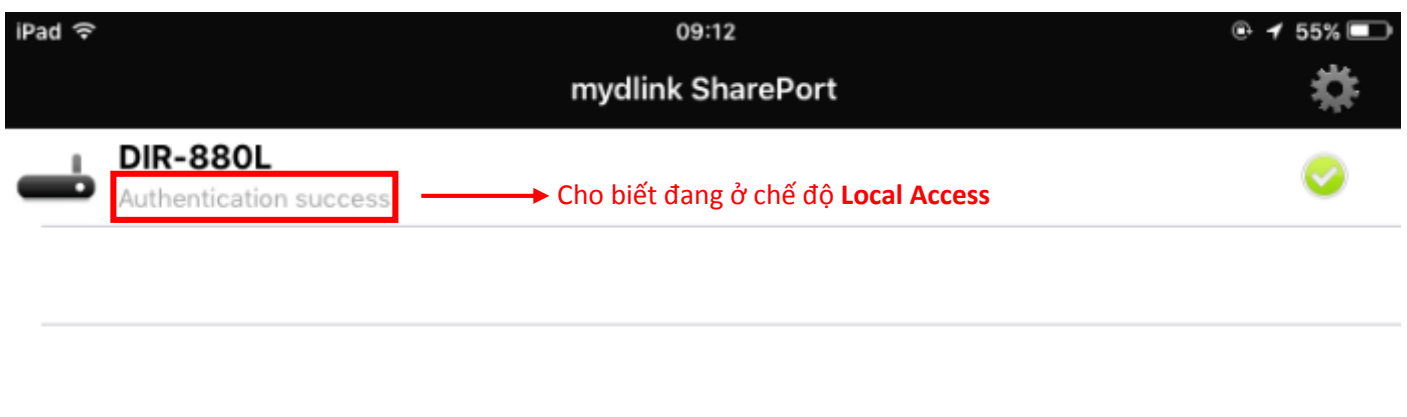 iPad 09:12 55%
mydlink SharePort
DIR-880L
Authentication success
Cho biết đang ở chế độ Local Access